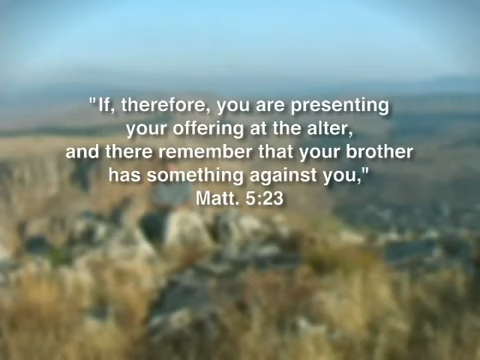 "If, therefore, you are presenting
your offering at the alter,
and there remember that your brother
has something against you,"
Matt. 5:23